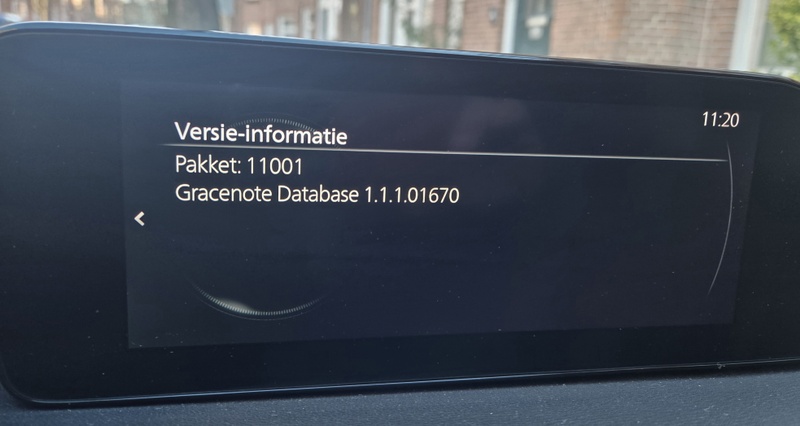 11:20
Versie-informatie
Pakket: 11001
Gracenote Database 1.1.1.01670